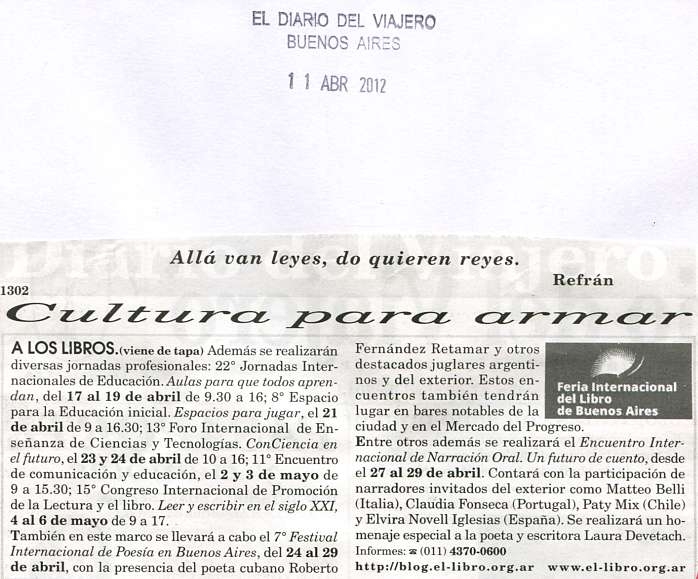 EL DIARIO DEL VIAJERO
BUENOS AIRES
11 ABR 2012
Diario del Viajero
Allá van leyes, do quieren reyes.
Refrán
1302
Cultura para armar
A LOS LIBROS.(viene de tapa) Además se realizarán
diversas jornadas profesionales: 22° Jornadas Inter-
nacionales de Educación. Aulas para que todos apren-
dan, del 17 al 19 de abril de 9.30 a 16; 8° Espacio
para la Educación inicial. Espacios para jugar, el 21
de abril de 9 a 16.30; 13° Foro Internacional de En-
señanza de Ciencias y Tecnologías. ConCiencia en
el futuro, el 23 y 24 de abril de 10 a 16; 11° Encuentro
de comunicación y educación, el 2 y 3 de mayo de
9 a 15.30; 15° Congreso Internacional de Promoción
de la Lectura y el libro. Leer y escribir en el siglo XXI,
4 al 6 de mayo de 9 a 17.
También en este marco se llevará a cabo el 7° Festival
Internacional de Poesía en Buenos Aires, del 24 al 29
de abril, con la presencia del poeta cubano Roberto
Fernández Retamar y otros
destacados juglares argenti-
nos y del exterior. Estos en-
cuentros también tendrán
lugar en bares notables de la
ciudad y en el Mercado del Progreso.
Feria Internacional
del Libro
de Buenos Aires
Entre otros además se realizará el Encuentro Inter-
nacional de Narración Oral. Un futuro de cuento, desde
el 27 al 29 de abril. Contará con la participación de
narradores invitados del exterior como Matteo Belli
(Italia), Claudia Fonseca (Portugal), Paty Mix (Chile)
y Elvira Novell Iglesias (España). Se realizará un ho-
menaje especial a la poeta y escritora Laura Devetach.
Informes: ☎ (011) 4370-0600
http://blog.el-libro.org.ar www.el-libro.org.ar